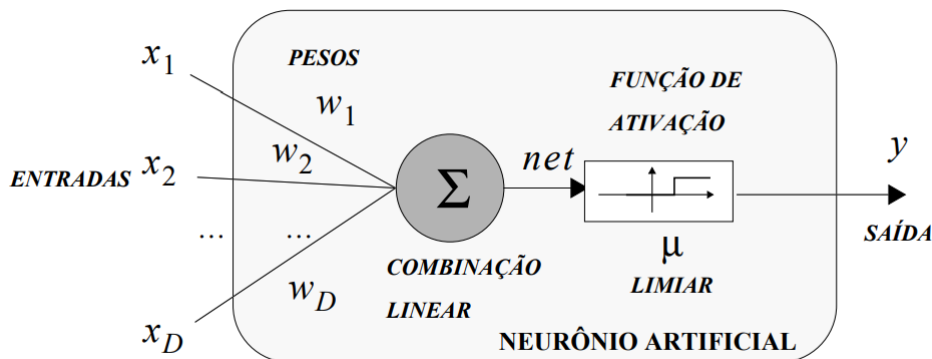 x1
PESOS
w1
FUNÇÃO DE
ATIVAÇÃO
ENTRADAS x2
w2
Σ
net
y
... ...
SAÍDA
COMBINAÇÃO
LINEAR
μ
LIMIAR
wD
xD
NEURÔNIO ARTIFICIAL